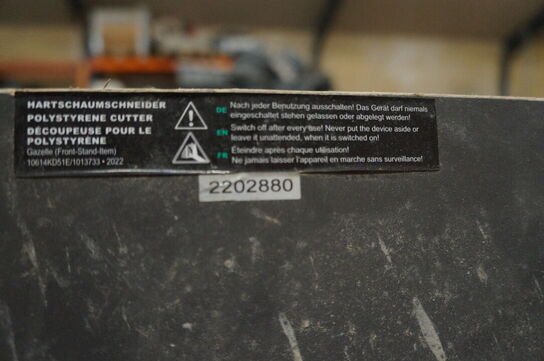 HARTSCHAUMSCHNEIDER
POLYSTYRENE CUTTER
DÉCOUPEUSE POUR LE
POLYSTYRÈNE
Gazelle (Front-Stand-Item)
10614KD51E/1013733 • 2022
DE Nach jeder Benutzung ausschalten! Das Gerät darf niemals
eingeschaltet stehen gelassen oder abgelegt werden!
EN Switch off after every use! Never put the device aside or
leave it unattended, when it is switched on!
FR Éteindre après chaque utilisation!
Ne jamais laisser l'appareil en marche sans surveillance!
2202880